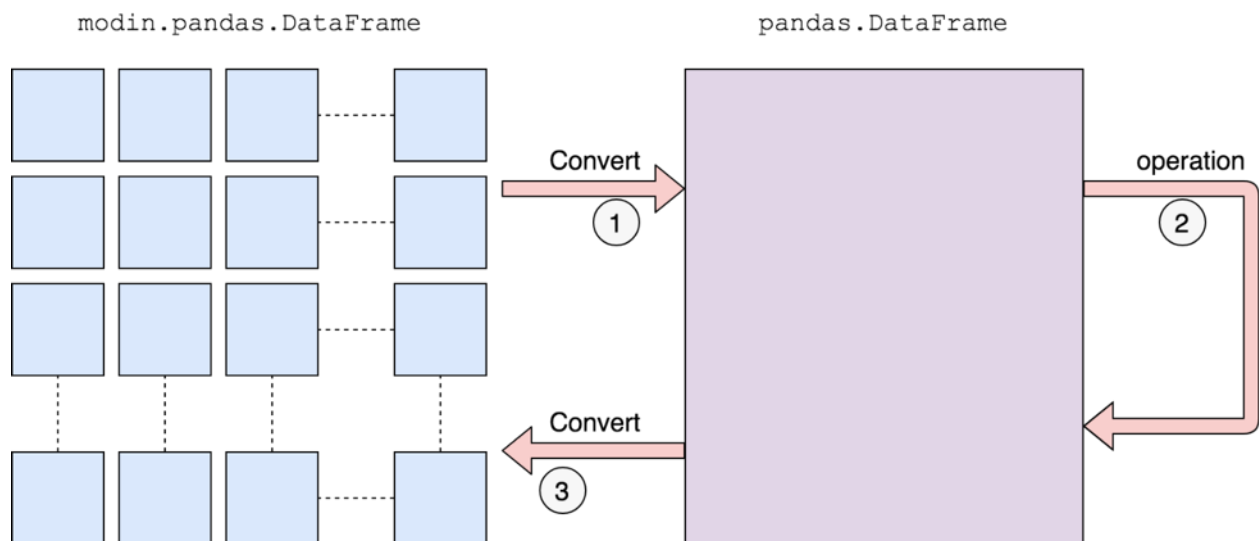 modin.pandas.DataFrame
pandas.DataFrame
Convert
1
operation
2
Convert
3